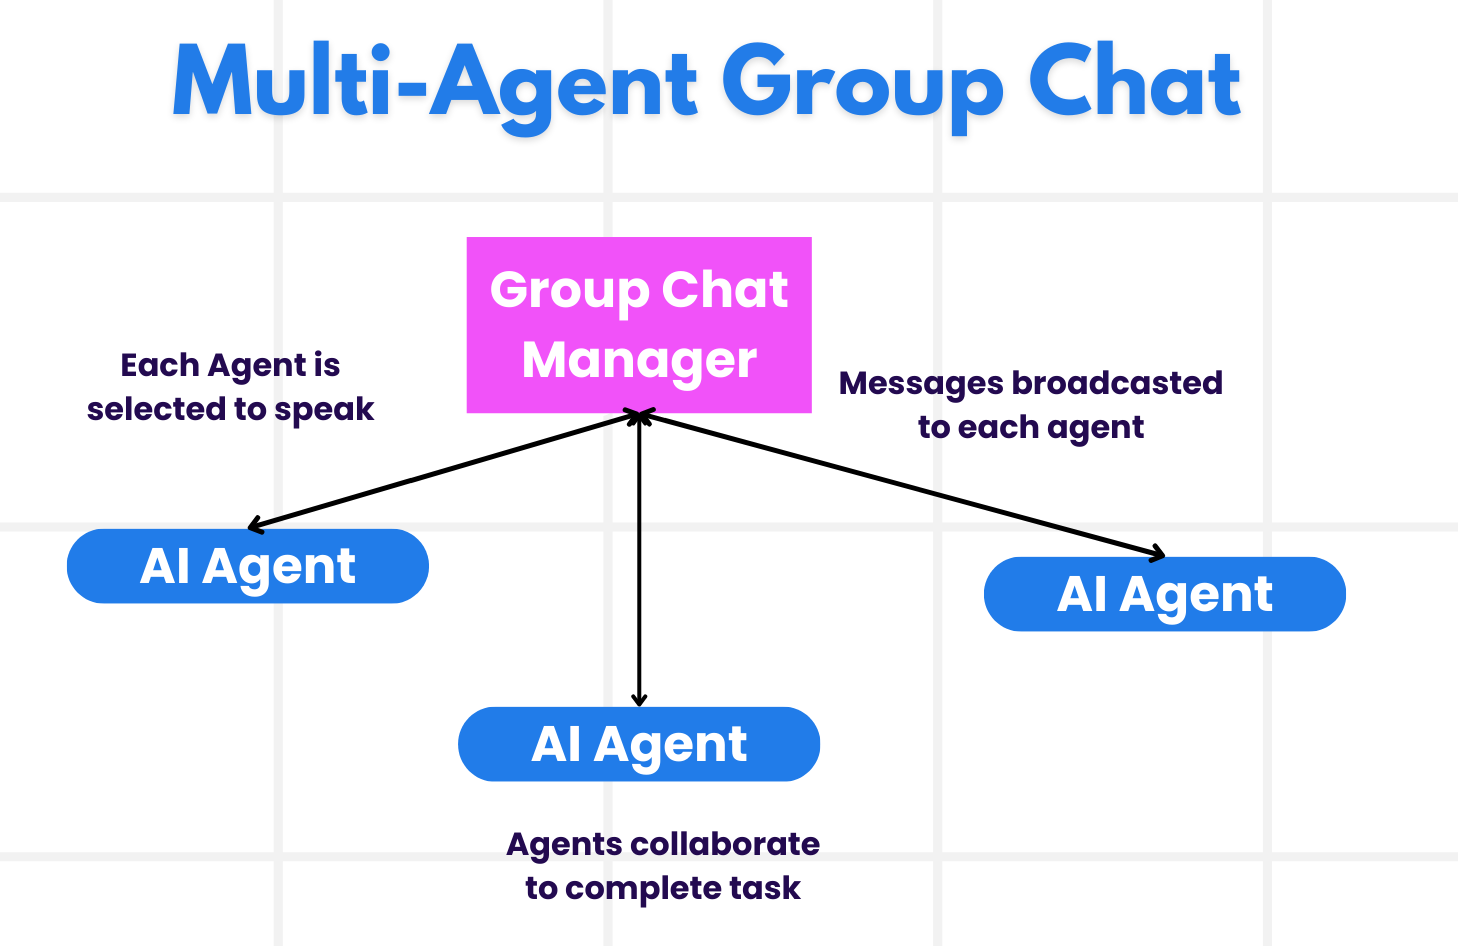 Multi-Agent Group Chat
Group Chat
Manager
Each Agent is
selected to speak
Messages broadcasted
to each agent
AI Agent
AI Agent
AI Agent
Agents collaborate
to complete task